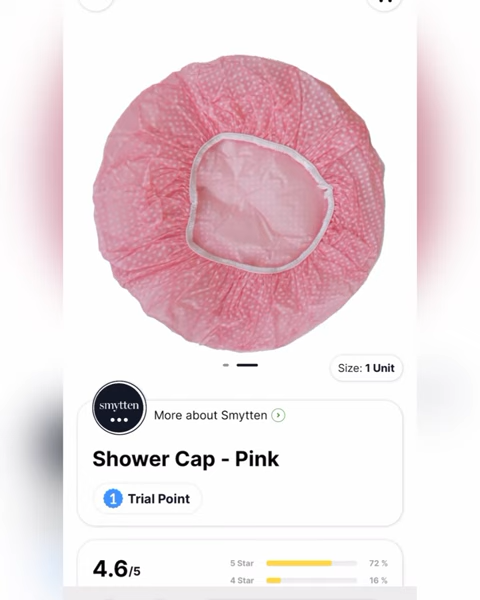 Size: 1 Unit
smytten
More about Smytten
Shower Cap - Pink
1 Trial Point
4.6/5
5 Star 72 %
4 Star 16 %